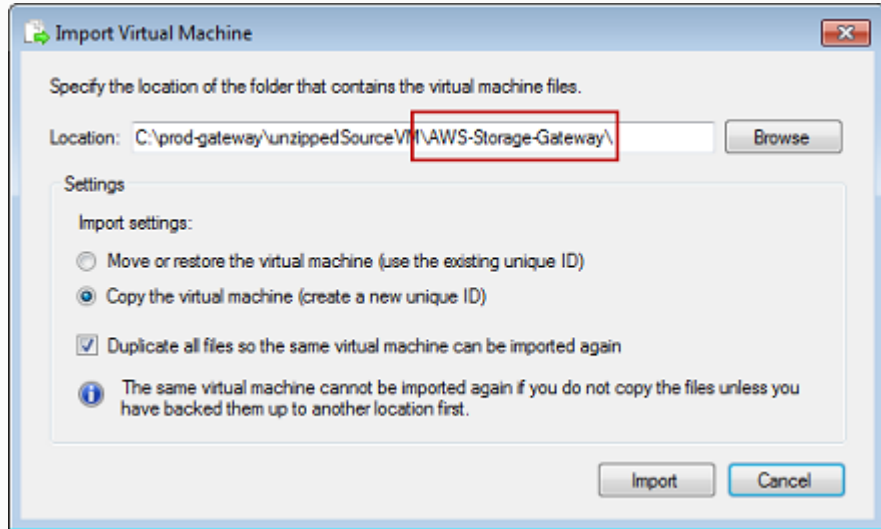 Import Virtual Machine
Specify the location of the folder that contains the virtual machine files.
Location: C:\prod-gateway\unzippedSourceVM\AWS-Storage-Gateway\ Browse
Settings
Import settings:
Move or restore the virtual machine (use the existing unique ID)
Copy the virtual machine (create a new unique ID)
Duplicate all files so the same virtual machine can be imported again
The same virtual machine cannot be imported again if you do not copy the files unless you
have backed them up to another location first.
Import Cancel